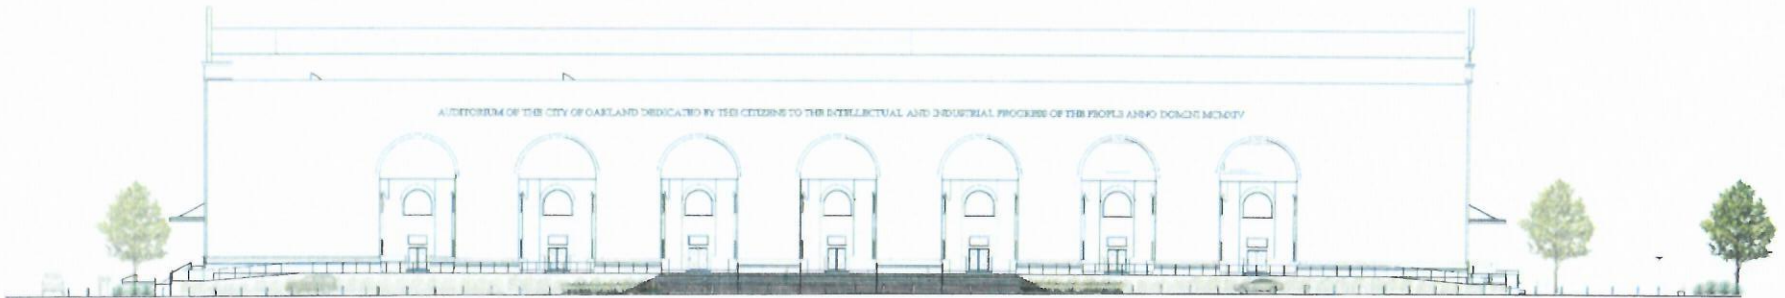 AUDITORIUM OF THE CITY OF OAKLAND DEDICATED BY THE CITIZENS TO THE INTELLECTUAL AND INDUSTRIAL PROGRESS OF THE PEOPLE ANNO DOMINI MCMXIV